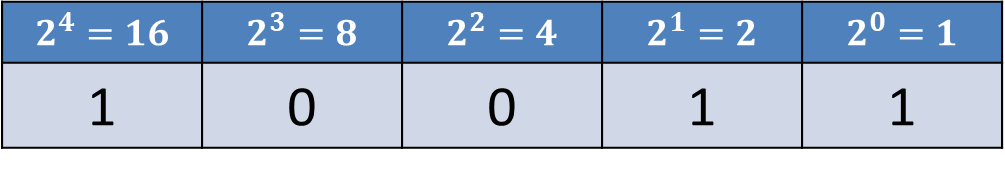 2⁴ = 16 2³ = 8 2² = 4 2¹ = 2 2⁰ = 1
1 0 0 1 1